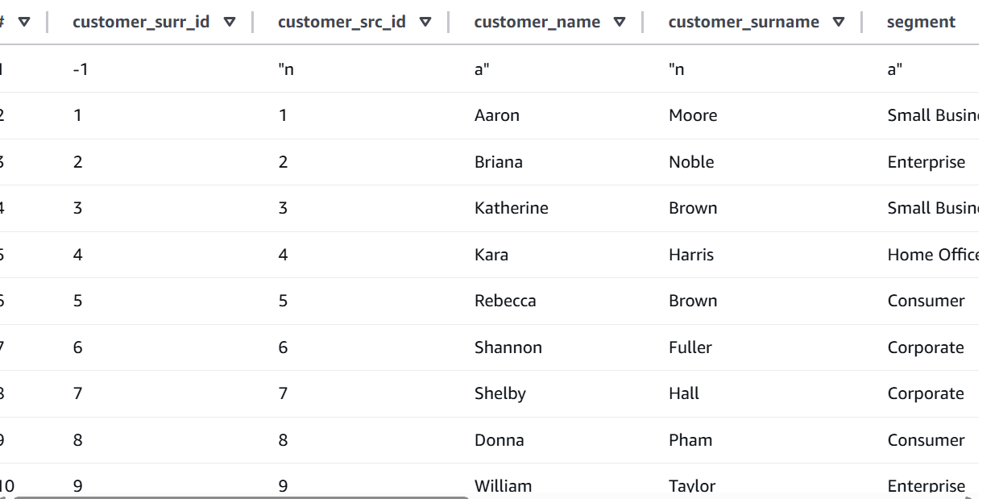 # customer_surr_id customer_src_id customer_name customer_surname segment
1 -1 "n a" "n a"
2 1 1 Aaron Moore Small Busin
3 2 2 Briana Noble Enterprise
4 3 3 Katherine Brown Small Busin
5 4 4 Kara Harris Home Office
6 5 5 Rebecca Brown Consumer
7 6 6 Shannon Fuller Corporate
8 7 7 Shelby Hall Corporate
9 8 8 Donna Pham Consumer
10 9 9 William Taylor Enterprise